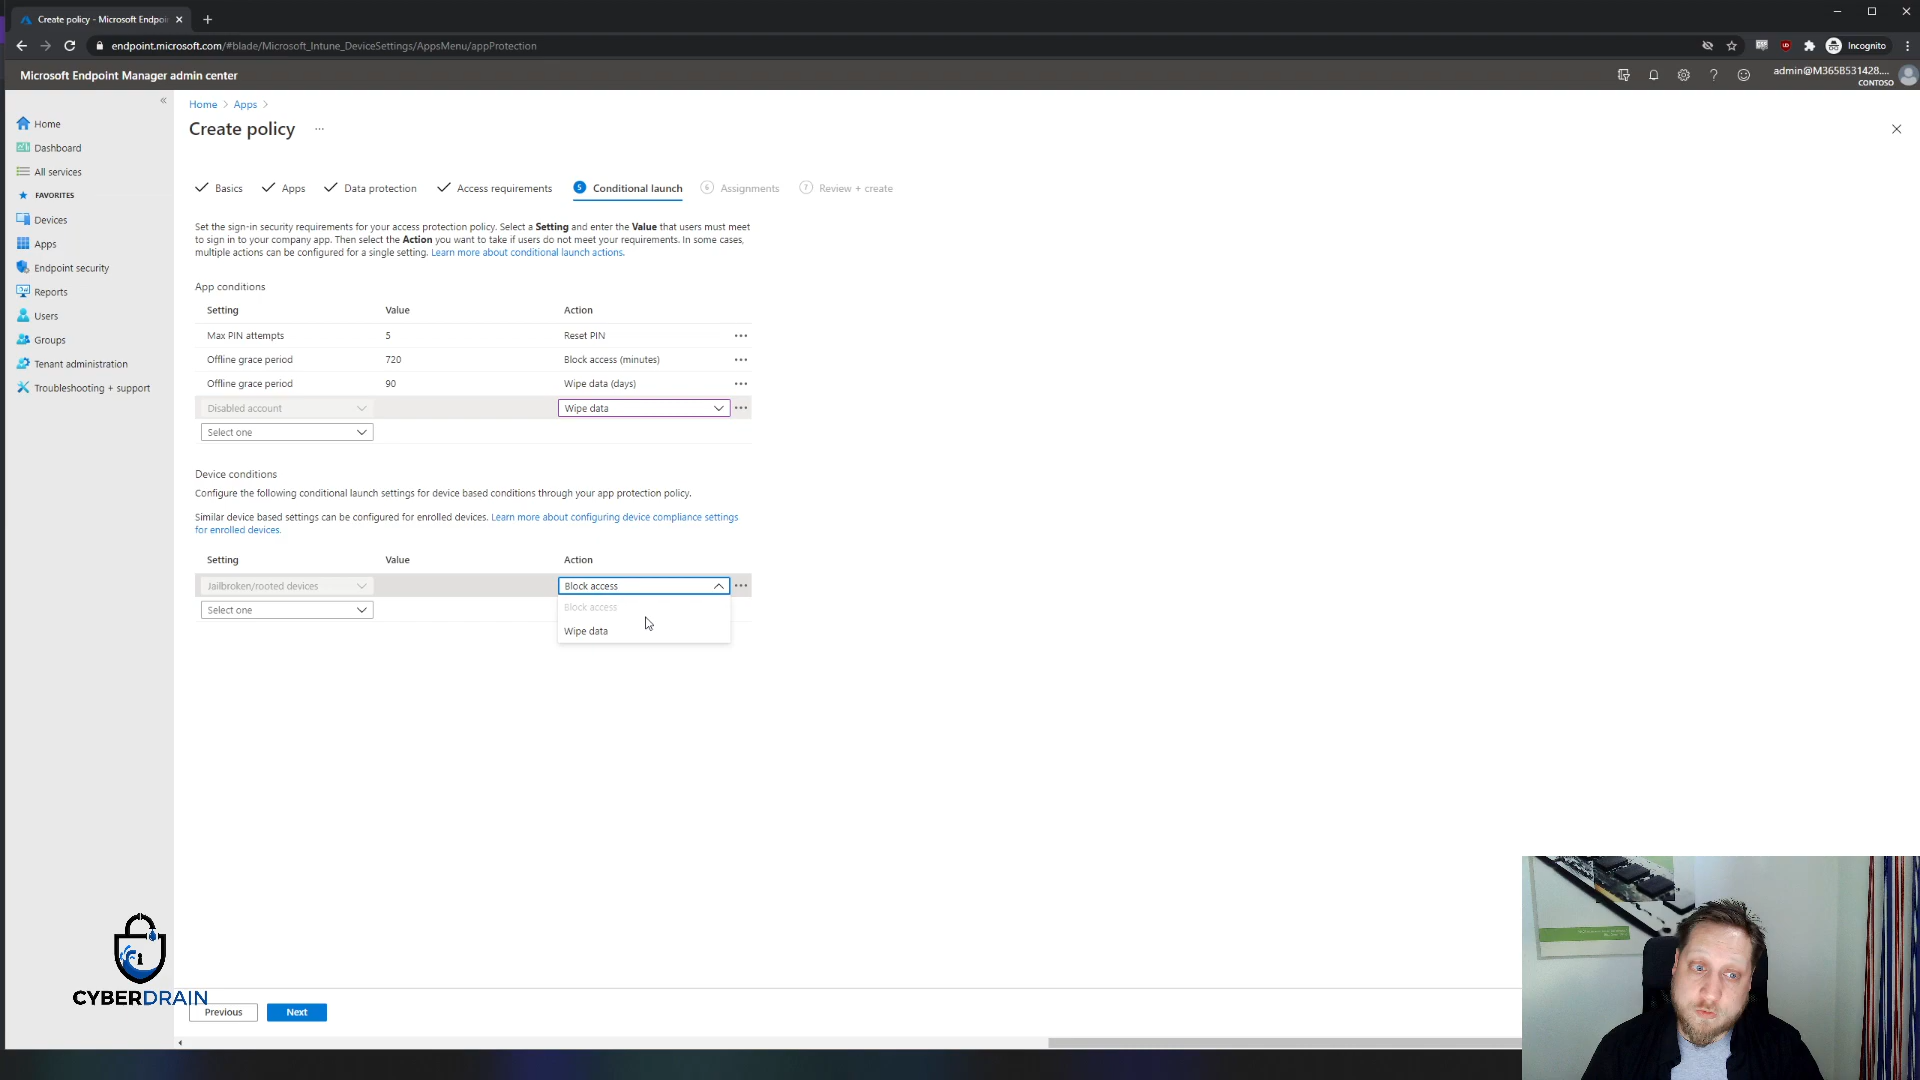 Create policy - Microsoft Endpoi
endpoint.microsoft.com/#blade/Microsoft_Intune_DeviceSettings/AppsMenu/appProtection
Incognito
Microsoft Endpoint Manager admin center
admin@M365B531428....
CONTOSO
Home
Dashboard
All services
FAVORITES
Devices
Apps
Endpoint security
Reports
Users
Groups
Tenant administration
Troubleshooting + support
Home > Apps >
Create policy ...
Basics
Apps
Data protection
Access requirements
5 Conditional launch
6 Assignments
7 Review + create
Set the sign-in security requirements for your access protection policy. Select a Setting and enter the Value that users must meet
to sign in to your company app. Then select the Action you want to take if users do not meet your requirements. In some cases,
multiple actions can be configured for a single setting. Learn more about conditional launch actions.
App conditions
Setting Value Action
Max PIN attempts 5 Reset PIN
Offline grace period 720 Block access (minutes)
Offline grace period 90 Wipe data (days)
Disabled account Wipe data
Select one
Device conditions
Configure the following conditional launch settings for device based conditions through your app protection policy.
Similar device based settings can be configured for enrolled devices. Learn more about configuring device compliance settings
for enrolled devices.
Setting Value Action
Jailbroken/rooted devices Block access
Select one
Block access
Wipe data
CYBERDRAIN
Previous
Next